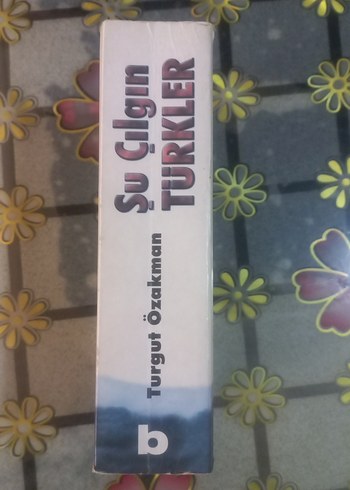 Şu Çılgın
TÜRKLER
Turgut Özakman
b